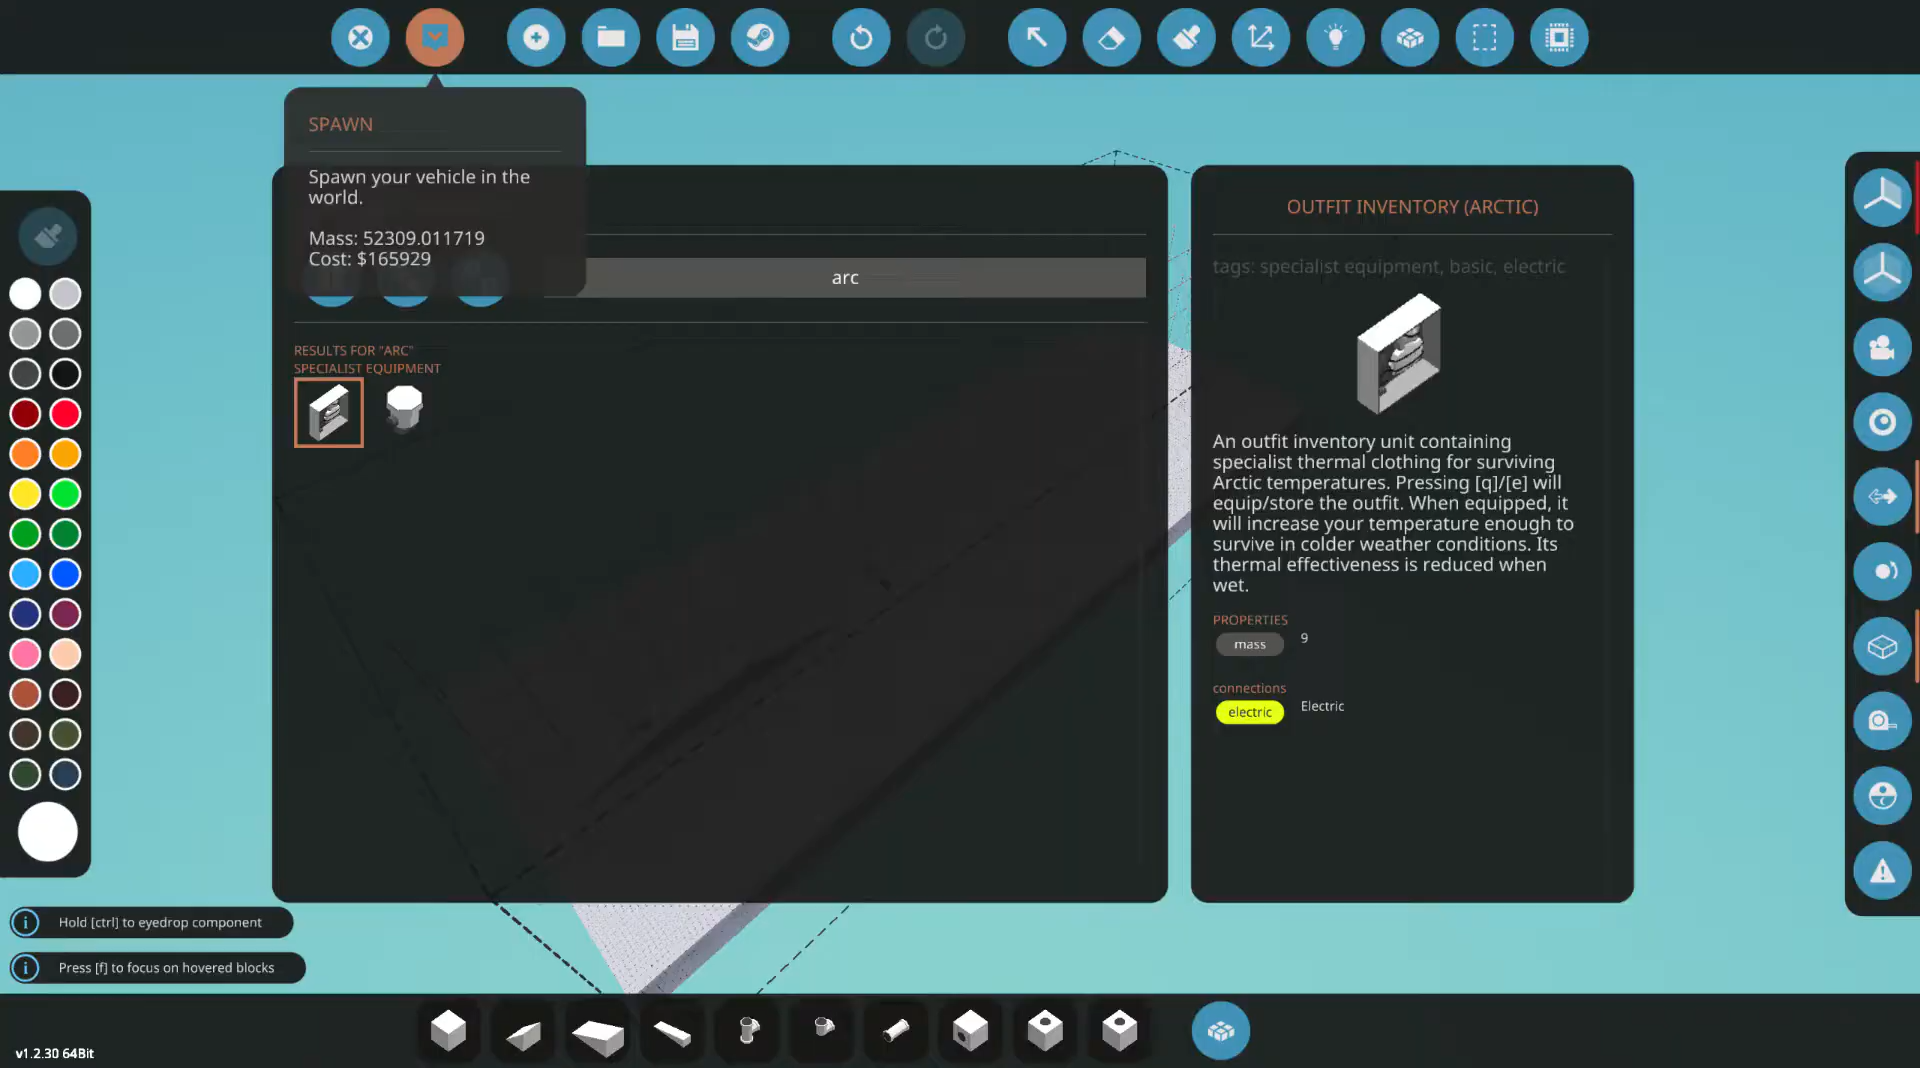 SPAWN
Spawn your vehicle in the
world.
Mass: 52309.011719
Cost: $165929
arc
RESULTS FOR "ARC"
SPECIALIST EQUIPMENT
OUTFIT INVENTORY (ARCTIC)
tags: specialist equipment, basic, electric
An outfit inventory unit containing
specialist thermal clothing for surviving
Arctic temperatures. Pressing [q]/[e] will
equip/store the outfit. When equipped, it
will increase your temperature enough to
survive in colder weather conditions. Its
thermal effectiveness is reduced when
wet.
PROPERTIES
mass 9
connections
electric Electric
Hold [ctrl] to eyedrop component
Press [f] to focus on hovered blocks
v1.2.30 64Bit